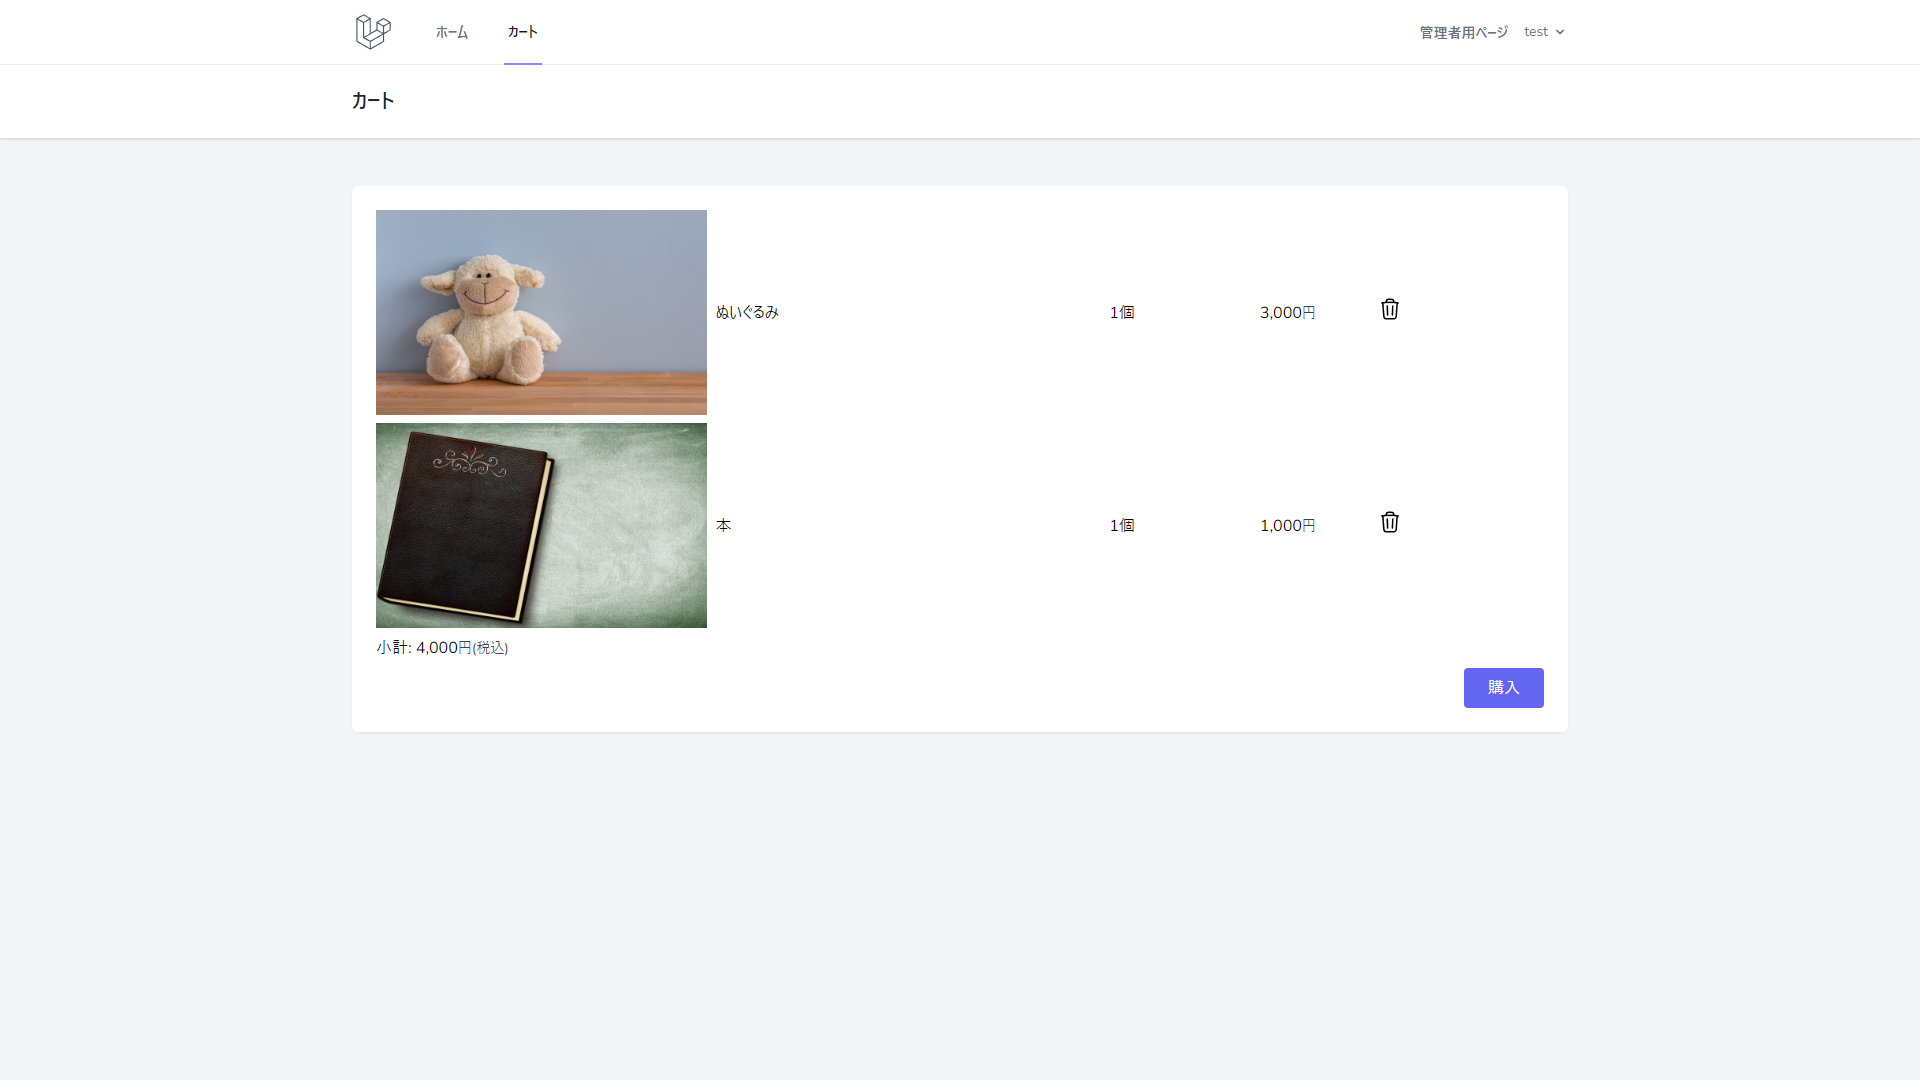 ホーム カート 管理者用ページ test
カート
ぬいぐるみ 1個 3,000円
本 1個 1,000円
小計: 4,000円(税込)
購入